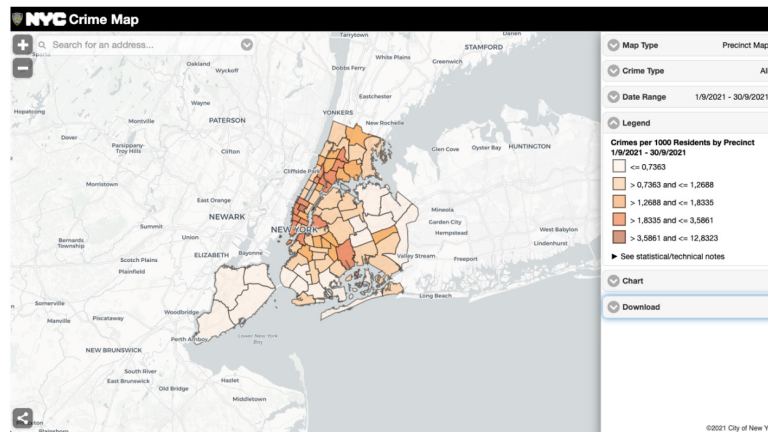 NYC Crime Map
Search for an address...
Map Type
Precinct Map
Crime Type
Al
Date Range
1/9/2021 - 30/9/2021
Legend
Crimes per 1000 Residents by Precinct
1/9/2021 - 30/9/2021
<= 0,7363
> 0,7363 and <= 1,2688
> 1,2688 and <= 1,8335
> 1,8335 and <= 3,5861
> 3,5861 and <= 12,8323
► See statistical/technical notes
Chart
Download
©2021 City of New Y
Tarrytown
Darien
STAMFORD
White Plains
Greenwich
Oakland
Wyckoff
Dobbs Ferry
Eastchester
Hopatcong
Wayne
YONKERS
Montville
PATERSON
New Rochelle
Dover
Parsippany-
Troy Hills
Clifton
Glen Cove
Oyster Bay
HUNTINGTON
Cliffside Park
Morristown
East Orange
Mineola
NEWARK
Garden City
Summit
NEW YORK
Hempstead
West Babylon
Bernards
Township
Union
Lindenhurst
Scotch Plains
ELIZABETH
Bayonne
Valley Stream
Freeport
Plainfield
Long Beach
Somerville
Woodbridge
Manville
Piscataway
Perth Amboy
Lower New York
Bay
NEW BRUNSWICK
South River
East Brunswick
Hazlet
Old Bridge
Middletown